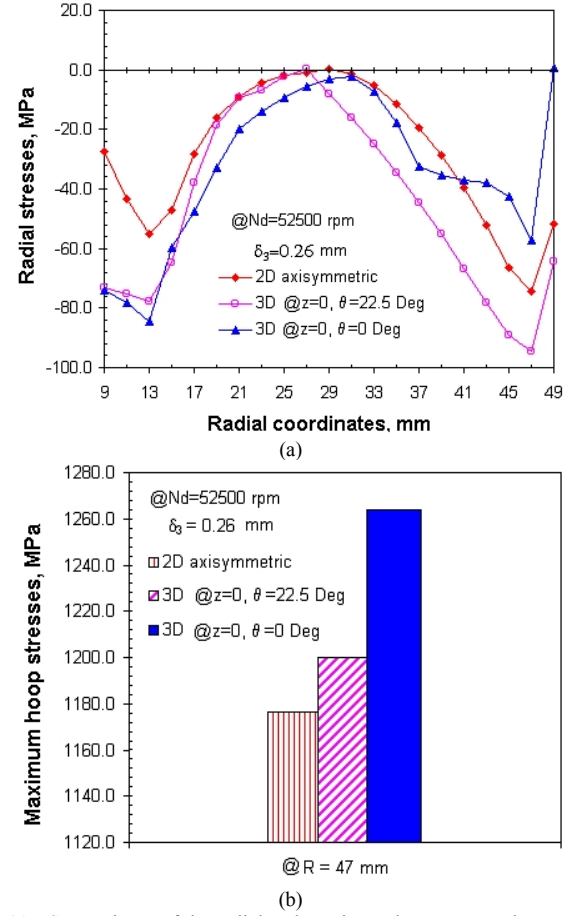 20.0
0.0
-20.0
-40.0
-60.0
-80.0
-100.0
Radial stresses, MPa
@Nd=52500 rpm
δ3=0.26 mm
2D axisymmetric
3D @z=0, θ=22.5 Deg
3D @z=0, θ=0 Deg
9 13 17 21 25 29 33 37 41 45 49
Radial coordinates, mm
(a)
1280.0
1260.0
1240.0
1220.0
1200.0
1180.0
1160.0
1140.0
1120.0
Maximum hoop stresses, MPa
@Nd=52500 rpm
δ3 = 0.26 mm
2D axisymmetric
3D @z=0, θ=22.5 Deg
3D @z=0, θ=0 Deg
@R = 47 mm
(b)